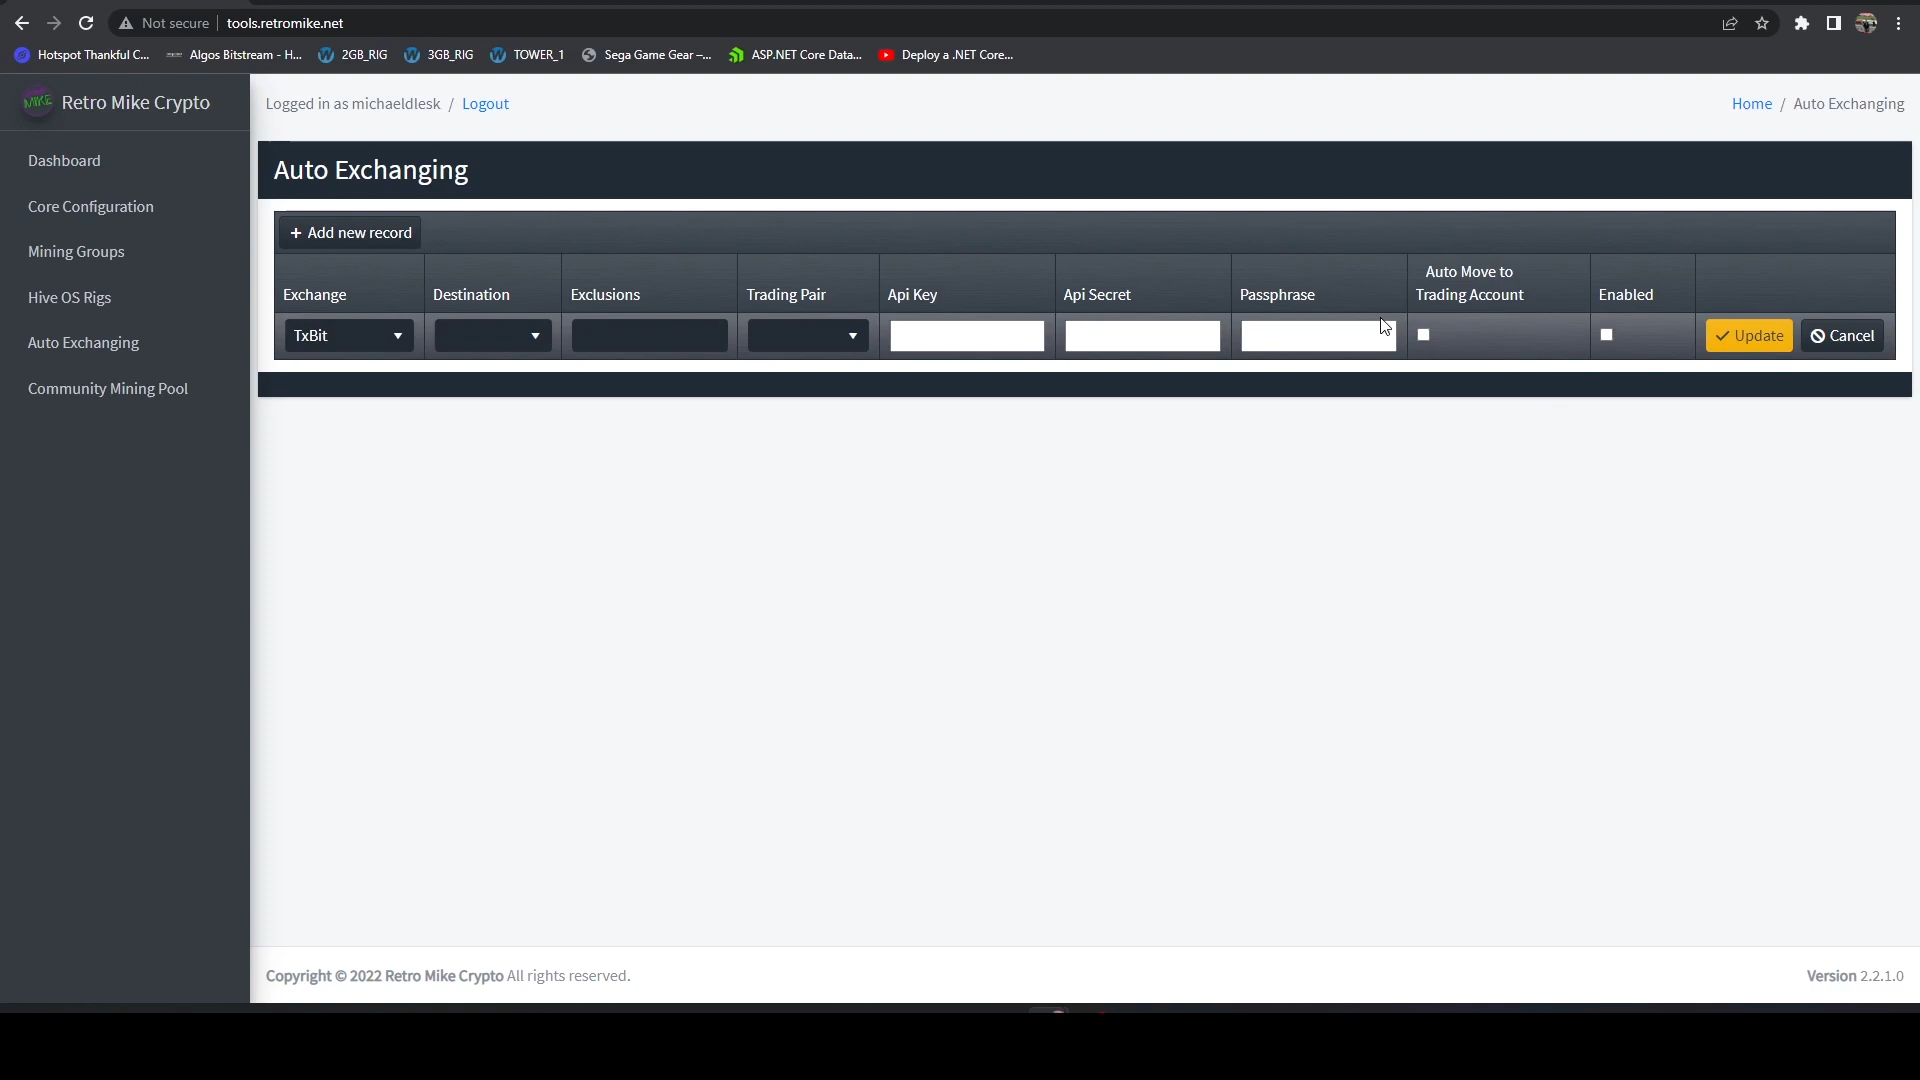 Not secure tools.retromike.net
Hotspot Thankful C... Algos Bitstream - H... 2GB_RIG 3GB_RIG TOWER_1 Sega Game Gear –... ASP.NET Core Data... Deploy a .NET Core...
MIKE Retro Mike Crypto
Logged in as michaeldlesk / Logout
Home / Auto Exchanging
Dashboard
Core Configuration
Mining Groups
Hive OS Rigs
Auto Exchanging
Community Mining Pool
Auto Exchanging
+ Add new record
Exchange Destination Exclusions Trading Pair Api Key Api Secret Passphrase Auto Move to
Trading Account Enabled
TxBit Update Cancel
Copyright © 2022 Retro Mike Crypto All rights reserved.
Version 2.2.1.0